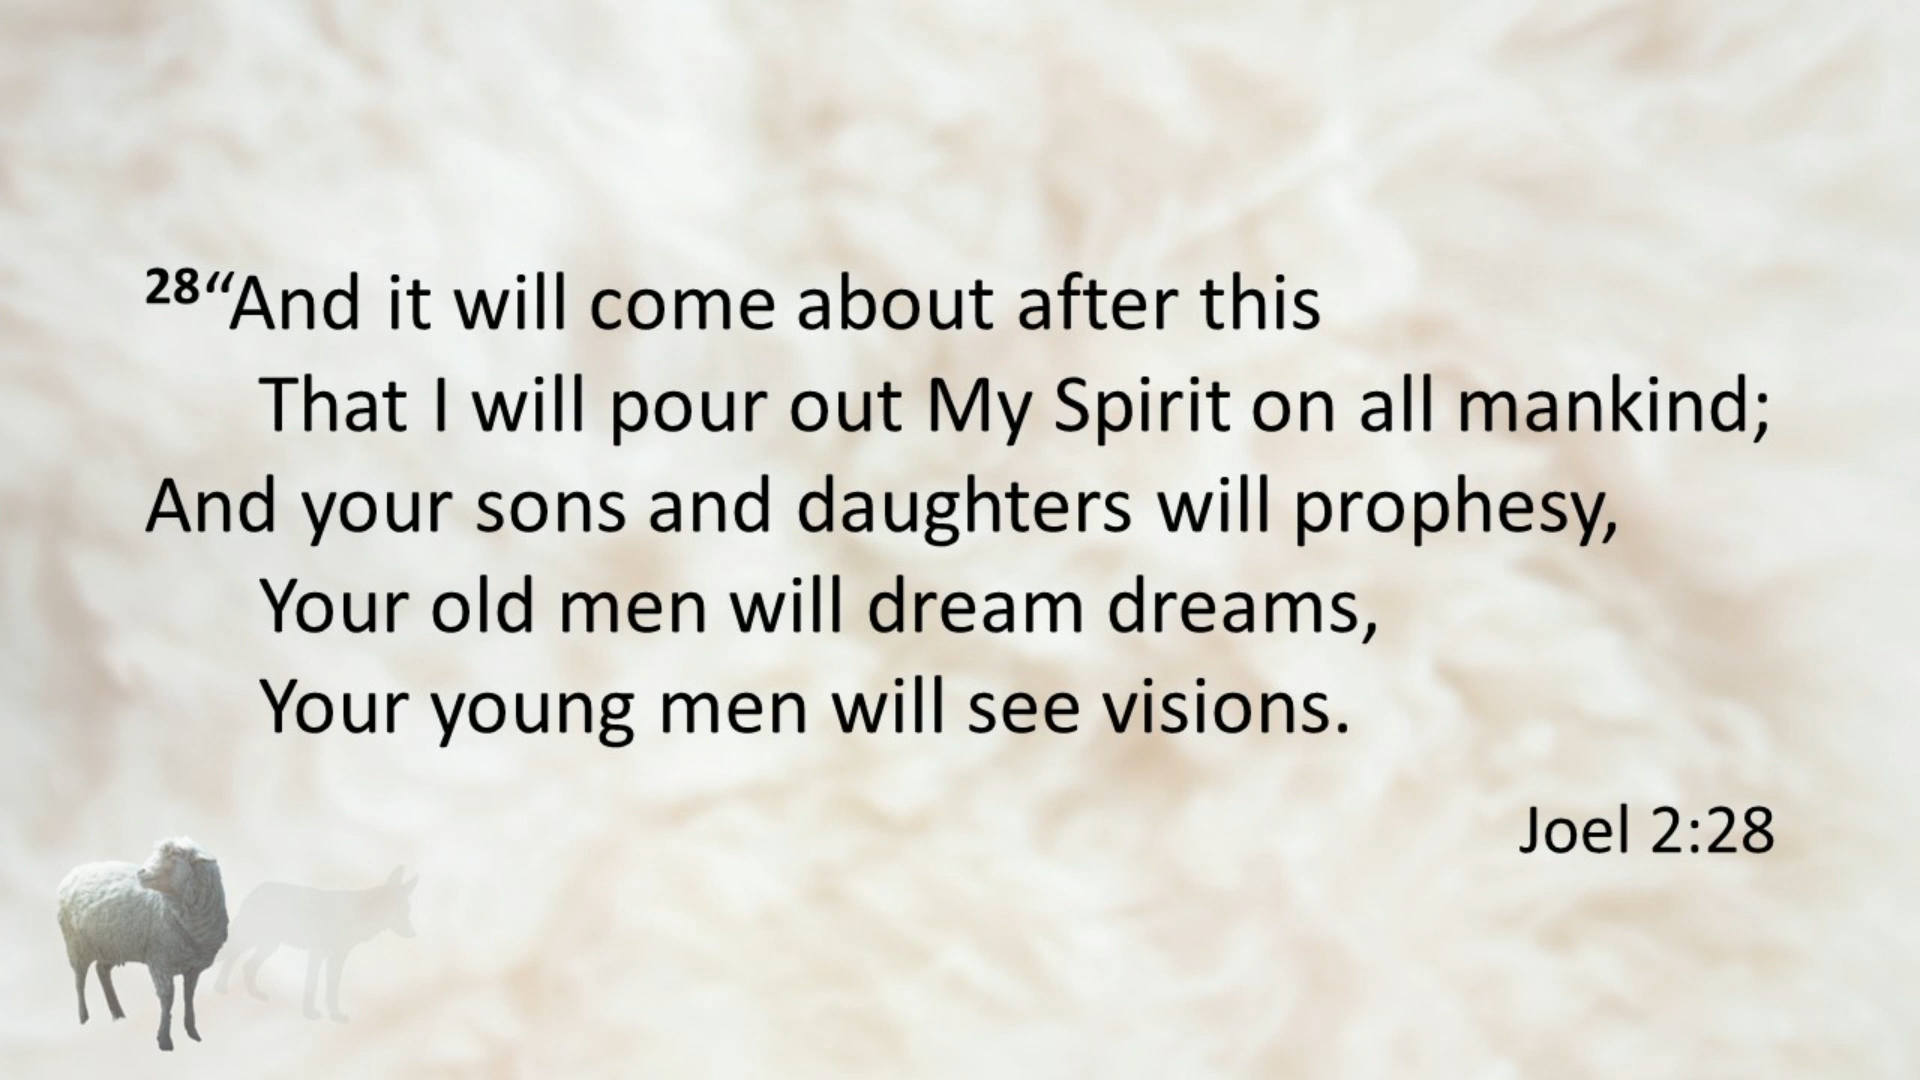 28“And it will come about after this
That I will pour out My Spirit on all mankind;
And your sons and daughters will prophesy,
Your old men will dream dreams,
Your young men will see visions.
Joel 2:28